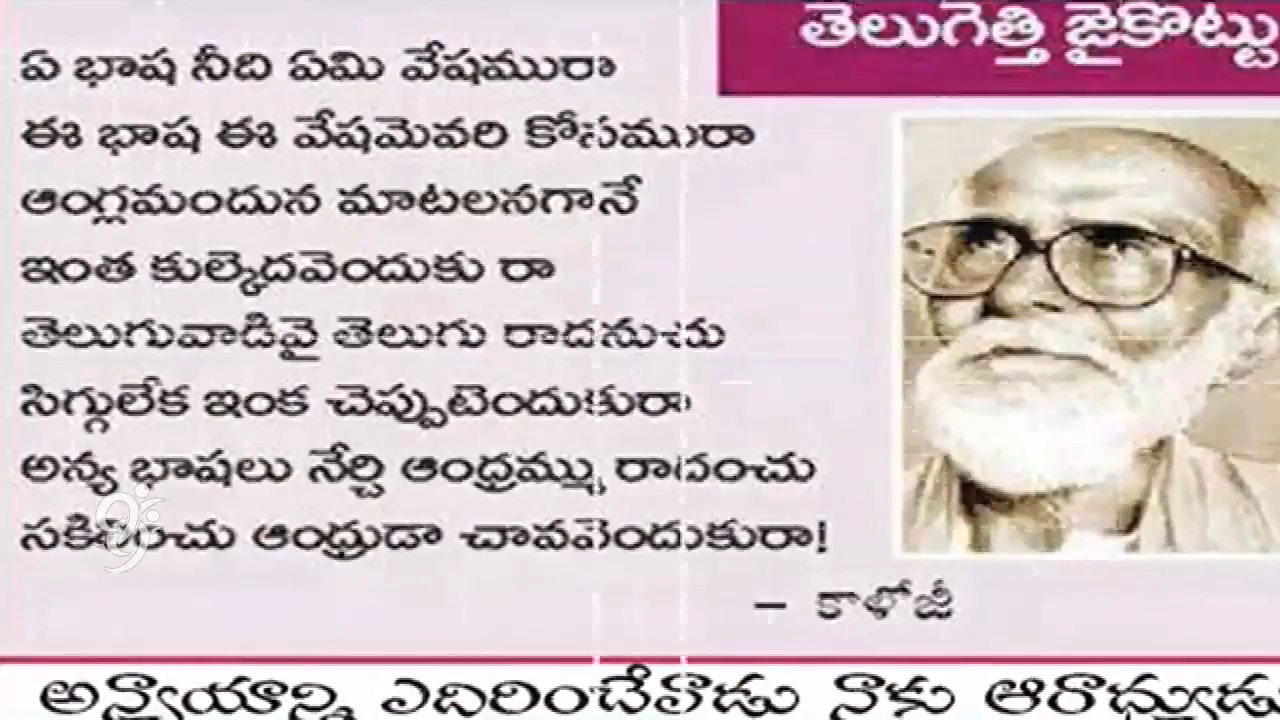 తెలుగెత్తి జైకొట్టు
ఏ భాష నీది ఏమి వేషమురా
ఈ భాష ఈ వేషమెవరి కోసమురా
ఆంగ్లమందున మాటలనగానే
ఇంత కుల్కెదవెందుకు రా
తెలుగువాడివై తెలుగు రాదనుచు
సిగ్గులేక ఇంక చెప్పుటెందుకురా
అన్య భాషలు నేర్చి ఆంధ్రమ్ము రాదంచు
సకిలించు ఆంధ్రుడా చావవెందుకురా!
– కాళోజీ
అన్యాయాన్ని ఎదిరించేవాడు నాకు ఆరాధ్యుడు